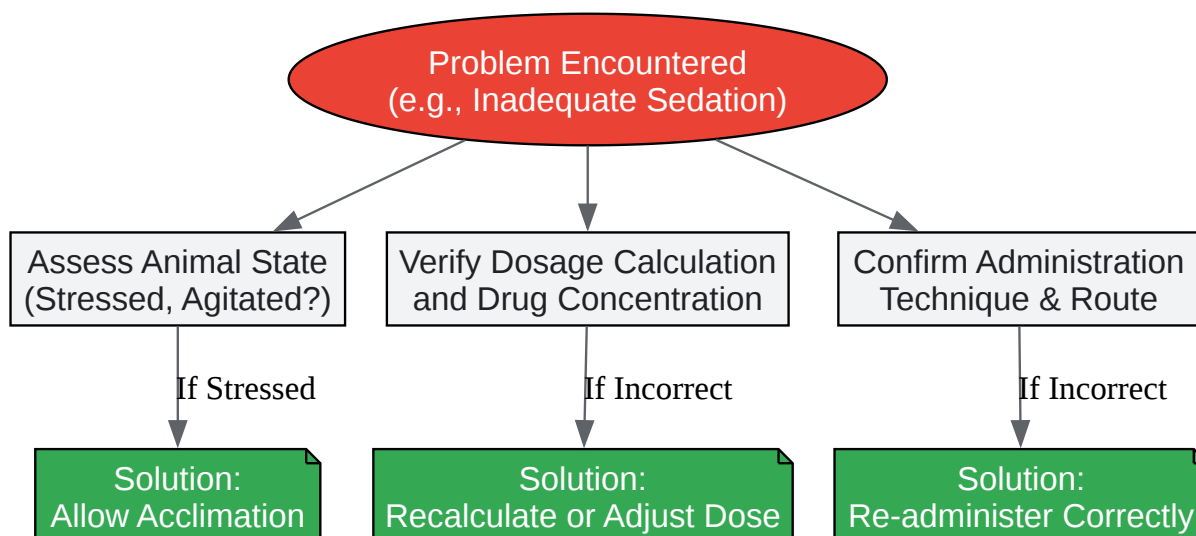 Problem Encountered
(e.g., Inadequate Sedation)
Assess Animal State
(Stressed, Agitated?)
Verify Dosage Calculation
and Drug Concentration
Confirm Administration
Technique & Route
If Stressed
If Incorrect
If Incorrect
Solution:
Allow Acclimation
Solution:
Recalculate or Adjust Dose
Solution:
Re-administer Correctly